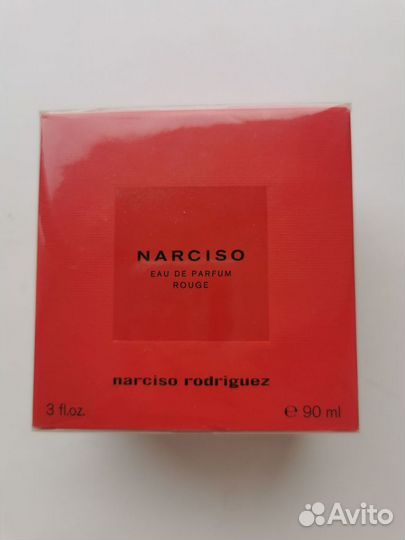 NARCISO
EAU DE PARFUM
ROUGE
narciso rodriguez
3 fl.oz. ℮ 90 ml
Avito